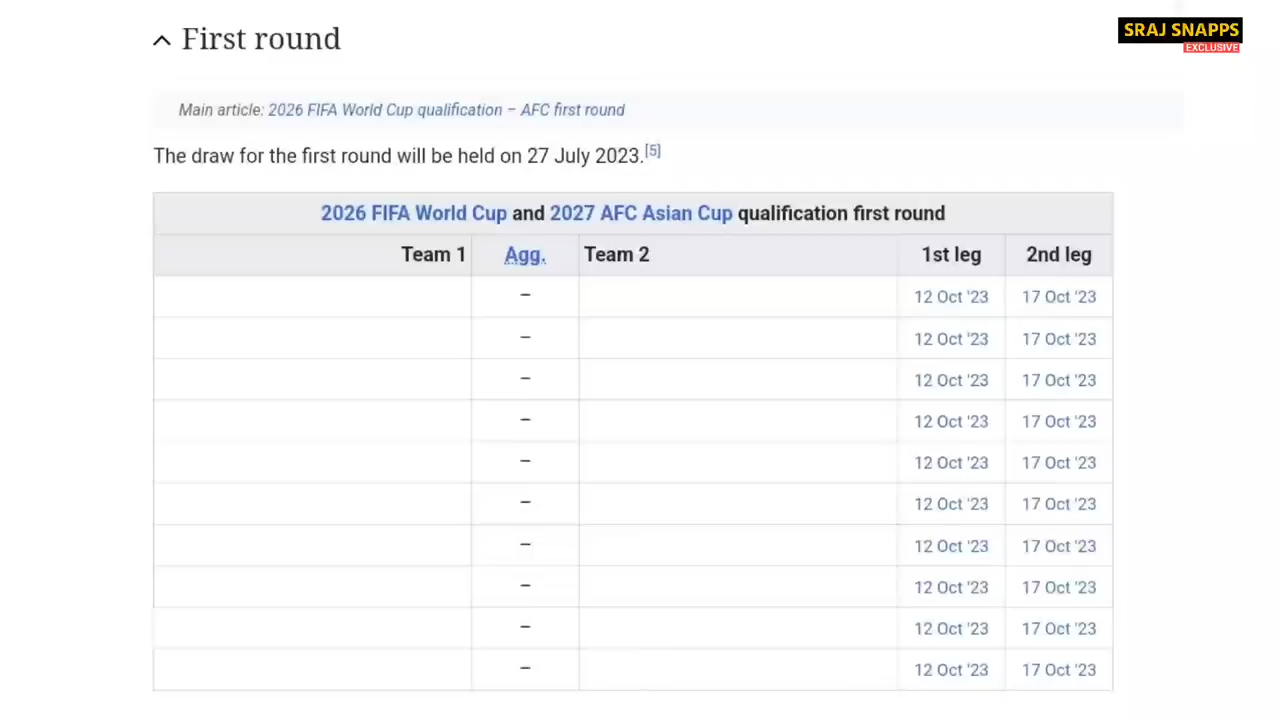 SRAJ SNAPPS
EXCLUSIVE
First round
Main article: 2026 FIFA World Cup qualification – AFC first round
The draw for the first round will be held on 27 July 2023.[5]
2026 FIFA World Cup and 2027 AFC Asian Cup qualification first round
Team 1 Agg. Team 2 1st leg 2nd leg
– 12 Oct '23 17 Oct '23
– 12 Oct '23 17 Oct '23
– 12 Oct '23 17 Oct '23
– 12 Oct '23 17 Oct '23
– 12 Oct '23 17 Oct '23
– 12 Oct '23 17 Oct '23
– 12 Oct '23 17 Oct '23
– 12 Oct '23 17 Oct '23
– 12 Oct '23 17 Oct '23
– 12 Oct '23 17 Oct '23